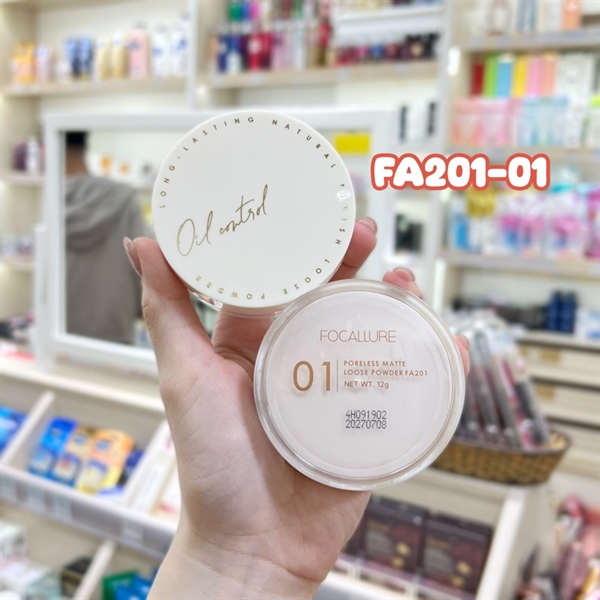 LONG-LASTING NATURAL FINISH LOOSE POWDER
Oil control
FA201-01
FOCALLURE
01
PORELESS MATTE
LOOSE POWDER FA201
NET WT. 12g
4H091902
20270708